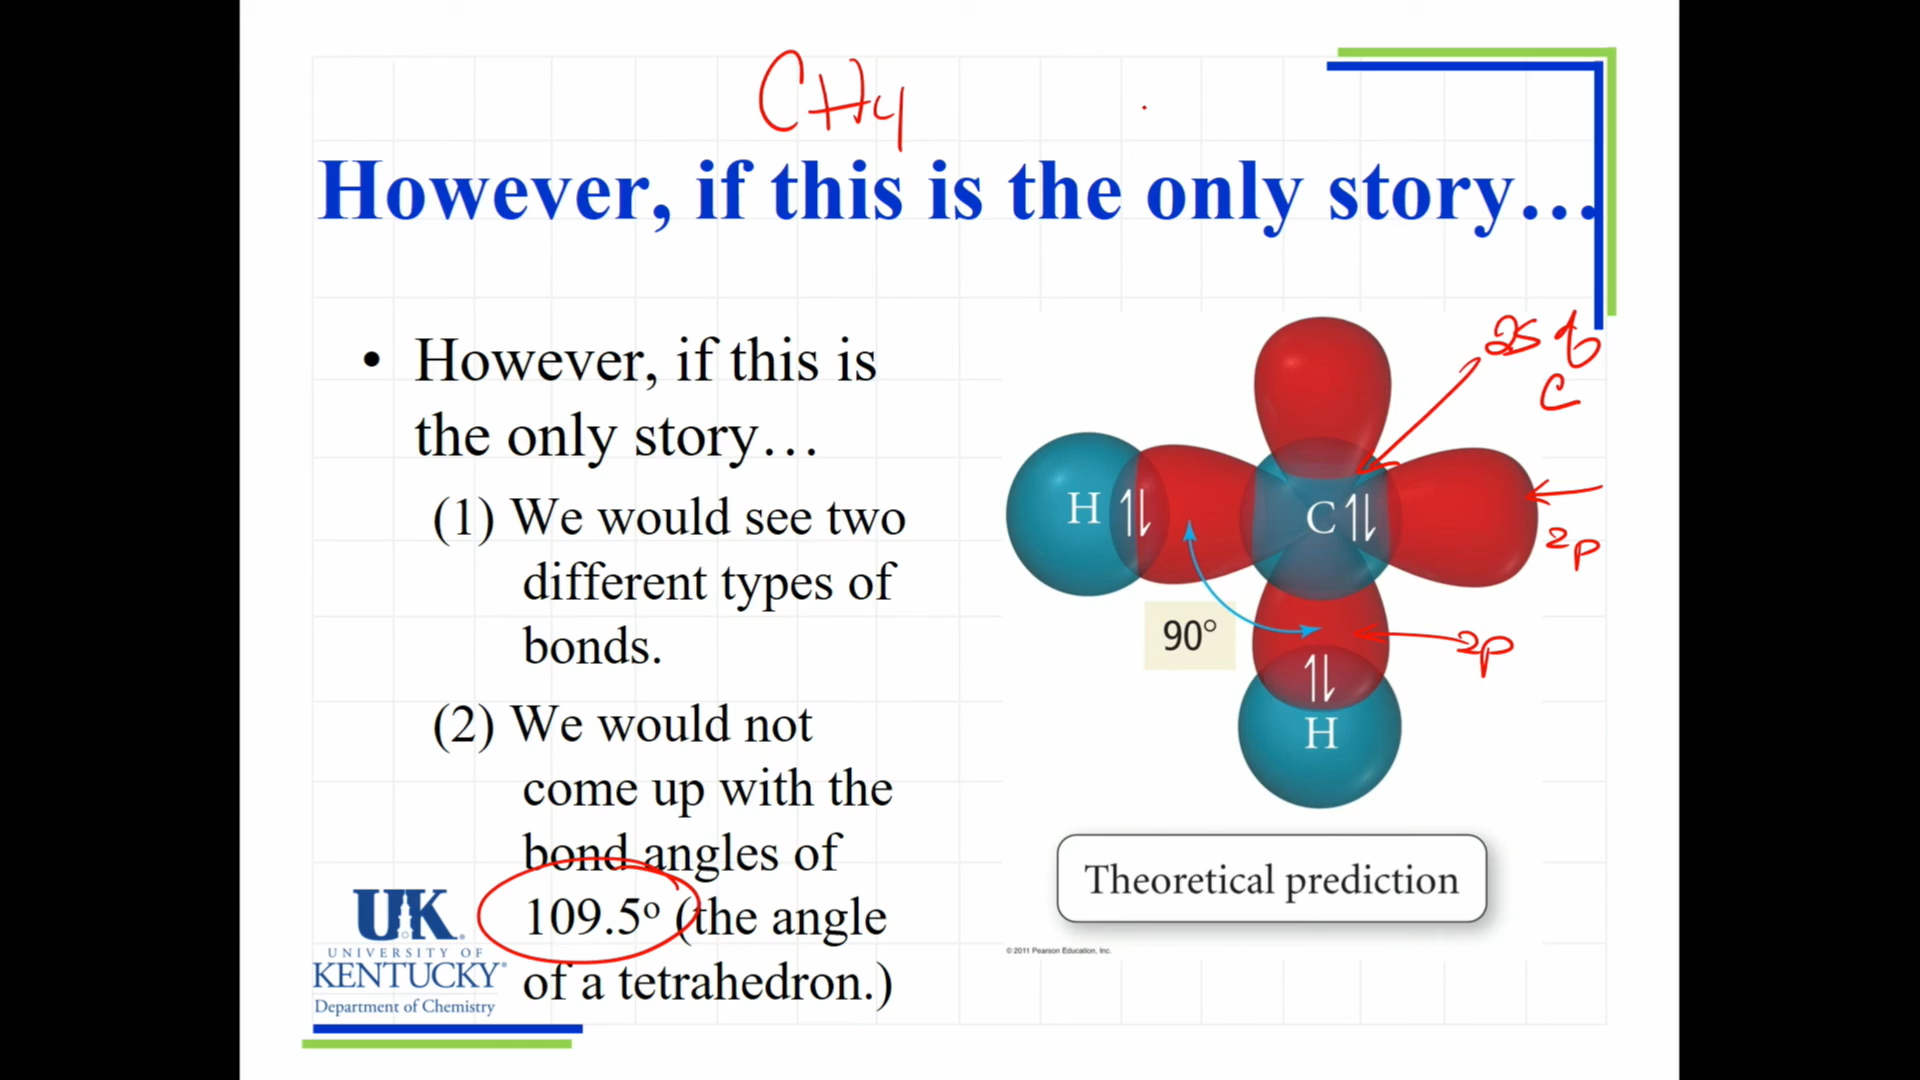 CH4
However, if this is the only story…
• However, if this is
the only story…
(1) We would see two
different types of
bonds.
(2) We would not
come up with the
bond angles of
109.5° (the angle
of a tetrahedron.)
2s of
C
H ⥮
C ⥮
2p
90°
2p
⥮
H
Theoretical prediction
© 2011 Pearson Education, Inc.
UK
UNIVERSITY OF
KENTUCKY®
Department of Chemistry